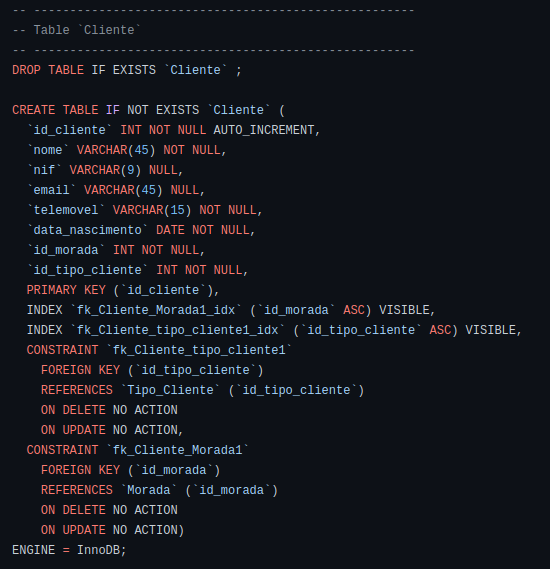 -- -----------------------------------------------------
-- Table `Cliente`
-- -----------------------------------------------------
DROP TABLE IF EXISTS `Cliente` ;

CREATE TABLE IF NOT EXISTS `Cliente` (
  `id_cliente` INT NOT NULL AUTO_INCREMENT,
  `nome` VARCHAR(45) NOT NULL,
  `nif` VARCHAR(9) NULL,
  `email` VARCHAR(45) NULL,
  `telemovel` VARCHAR(15) NOT NULL,
  `data_nascimento` DATE NOT NULL,
  `id_morada` INT NOT NULL,
  `id_tipo_cliente` INT NOT NULL,
  PRIMARY KEY (`id_cliente`),
  INDEX `fk_Cliente_Morada1_idx` (`id_morada` ASC) VISIBLE,
  INDEX `fk_Cliente_tipo_cliente1_idx` (`id_tipo_cliente` ASC) VISIBLE,
  CONSTRAINT `fk_Cliente_tipo_cliente1`
    FOREIGN KEY (`id_tipo_cliente`)
    REFERENCES `Tipo_Cliente` (`id_tipo_cliente`)
    ON DELETE NO ACTION
    ON UPDATE NO ACTION,
  CONSTRAINT `fk_Cliente_Morada1`
    FOREIGN KEY (`id_morada`)
    REFERENCES `Morada` (`id_morada`)
    ON DELETE NO ACTION
    ON UPDATE NO ACTION)
ENGINE = InnoDB;